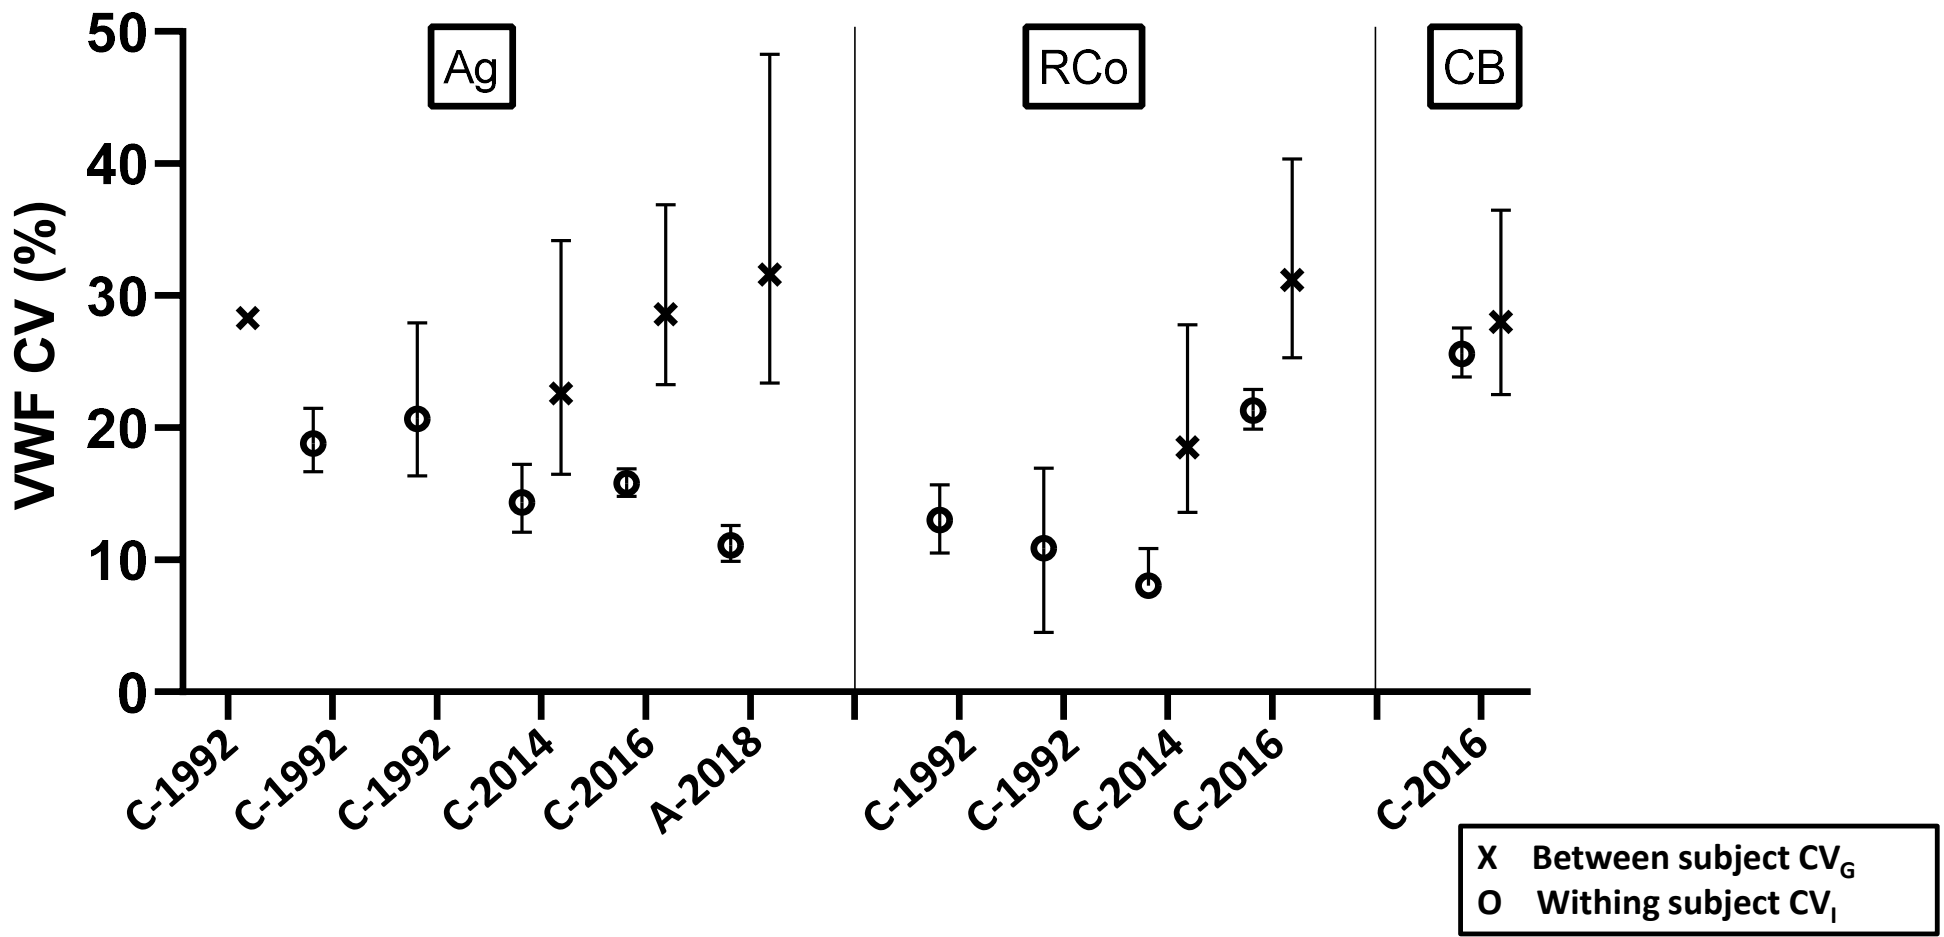 50
40
30
20
10
0
VWF CV (%)
Ag
RCo
CB
C-1992
C-1992
C-1992
C-2014
C-2016
A-2018
C-1992
C-1992
C-2014
C-2016
C-2016
X Between subject CVG
O Withing subject CVI